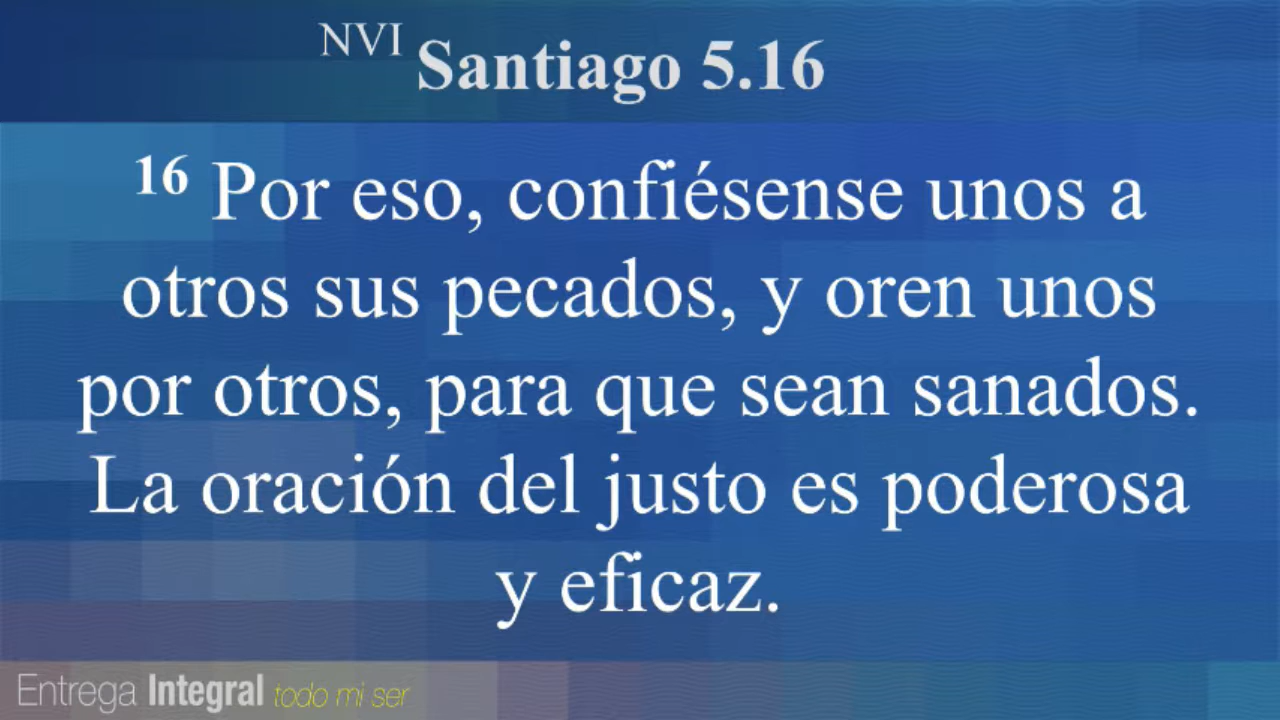 NVI Santiago 5.16
16 Por eso, confiésense unos a
otros sus pecados, y oren unos
por otros, para que sean sanados.
La oración del justo es poderosa
y eficaz.
Entrega Integral todo mi ser